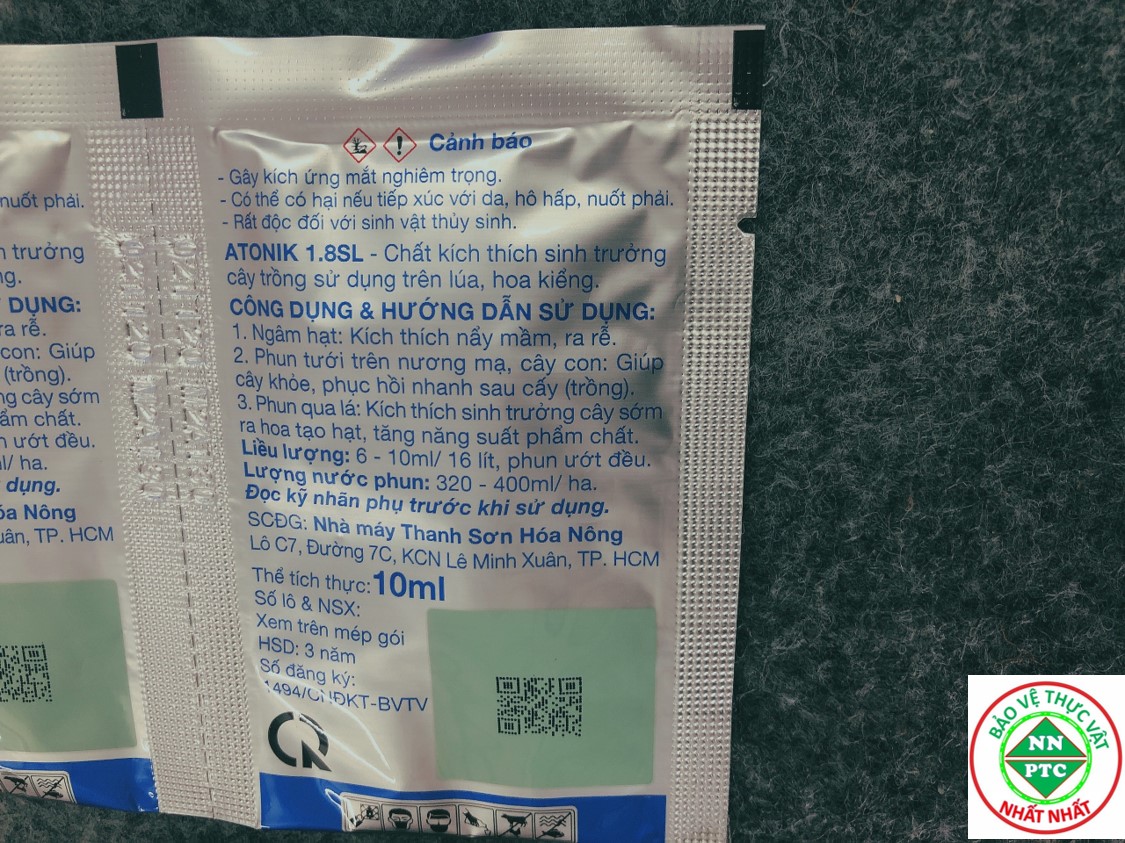 Cảnh báo
- Gây kích ứng mắt nghiêm trọng.
- Có thể có hại nếu tiếp xúc với da, hô hấp, nuốt phải.
- Rất độc đối với sinh vật thủy sinh.
ATONIK 1.8SL - Chất kích thích sinh trưởng
cây trồng sử dụng trên lúa, hoa kiểng.
CÔNG DỤNG & HƯỚNG DẪN SỬ DỤNG:
1. Ngâm hạt: Kích thích nẩy mầm, ra rễ.
2. Phun tưới trên nương mạ, cây con: Giúp
cây khỏe, phục hồi nhanh sau cấy (trồng).
3. Phun qua lá: Kích thích sinh trưởng cây sớm
ra hoa tạo hạt, tăng năng suất phẩm chất.
Liều lượng: 6 - 10ml/ 16 lít, phun ướt đều.
Lượng nước phun: 320 - 400ml/ ha.
Đọc kỹ nhãn phụ trước khi sử dụng.
SCĐG: Nhà máy Thanh Sơn Hóa Nông
Lô C7, Đường 7C, KCN Lê Minh Xuân, TP. HCM
Thể tích thực: 10ml
Số lô & NSX:
Xem trên mép gói
HSD: 3 năm
Số đăng ký:
1494/CNĐKT-BVTV
nuốt phải.
trưởng
DỤNG:
ra rễ.
con: Giúp
(trồng).
cây sớm
chất.
ướt đều.
ha.
dụng.
Nông
TP. HCM
BẢO VỆ THỰC VẬT
NN
PTC
NHẤT NHẤT